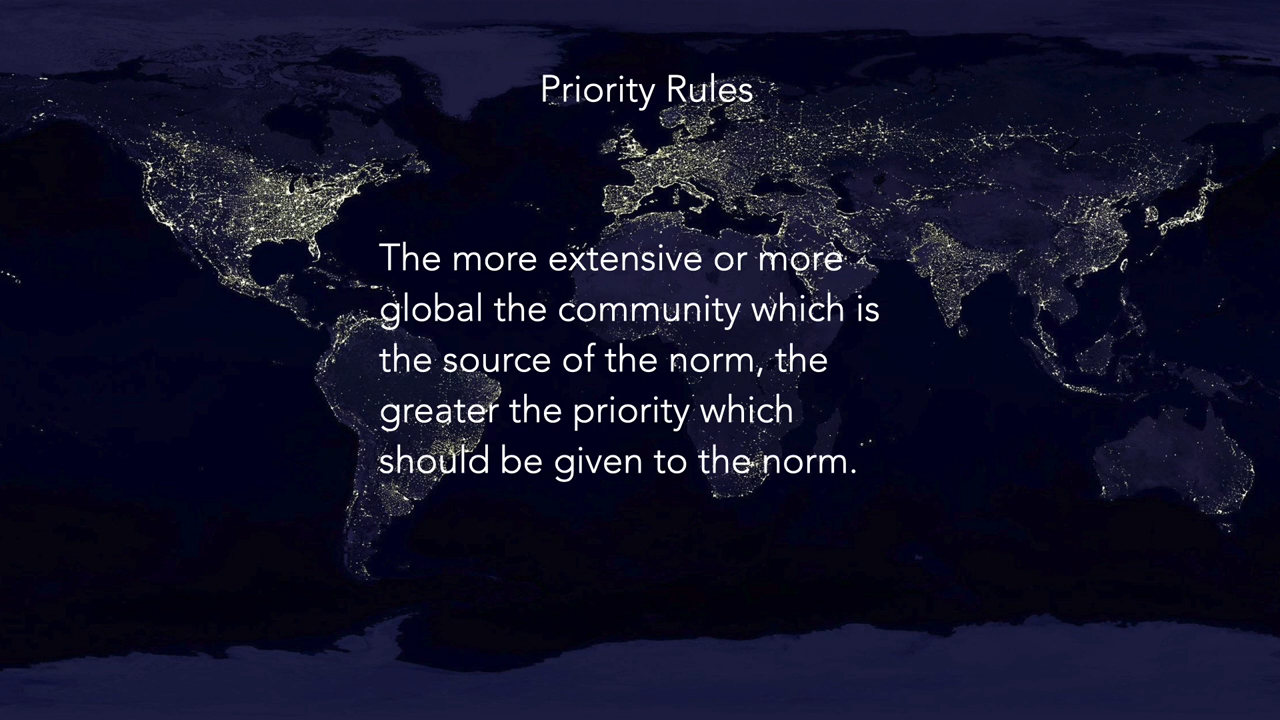 Priority Rules
The more extensive or more
global the community which is
the source of the norm, the
greater the priority which
should be given to the norm.